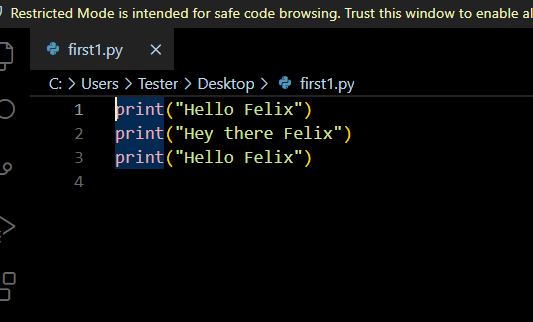 Restricted Mode is intended for safe code browsing. Trust this window to enable al
first1.py
C: > Users > Tester > Desktop > first1.py
1 print("Hello Felix")
2 print("Hey there Felix")
3 print("Hello Felix")
4